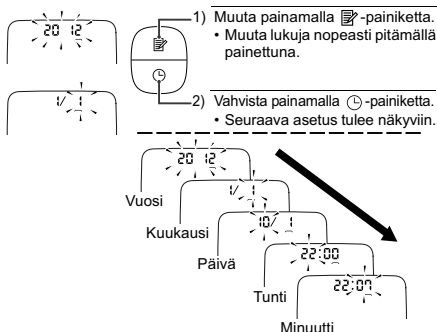 20 12
1) Muuta painamalla -painiketta.
• Muuta lukuja nopeasti pitämällä
painettuna.
1/ 1
2) Vahvista painamalla -painiketta.
• Seuraava asetus tulee näkyviin.
20 12
Vuosi
1/ 1
Kuukausi
10/ 1
Päivä
22:00
Tunti
22:07
Minuutti